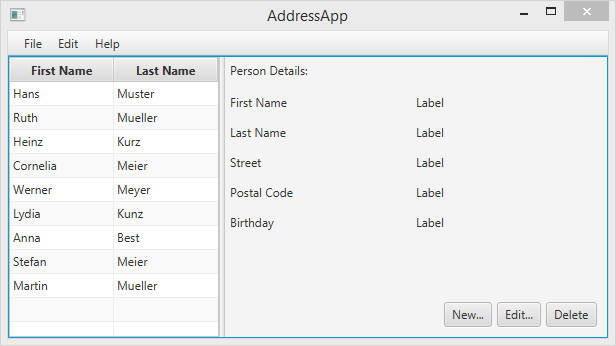 AddressApp
File Edit Help
First Name Last Name
Hans Muster
Ruth Mueller
Heinz Kurz
Cornelia Meier
Werner Meyer
Lydia Kunz
Anna Best
Stefan Meier
Martin Mueller
Person Details:
First Name Label
Last Name Label
Street Label
Postal Code Label
Birthday Label
New... Edit... Delete